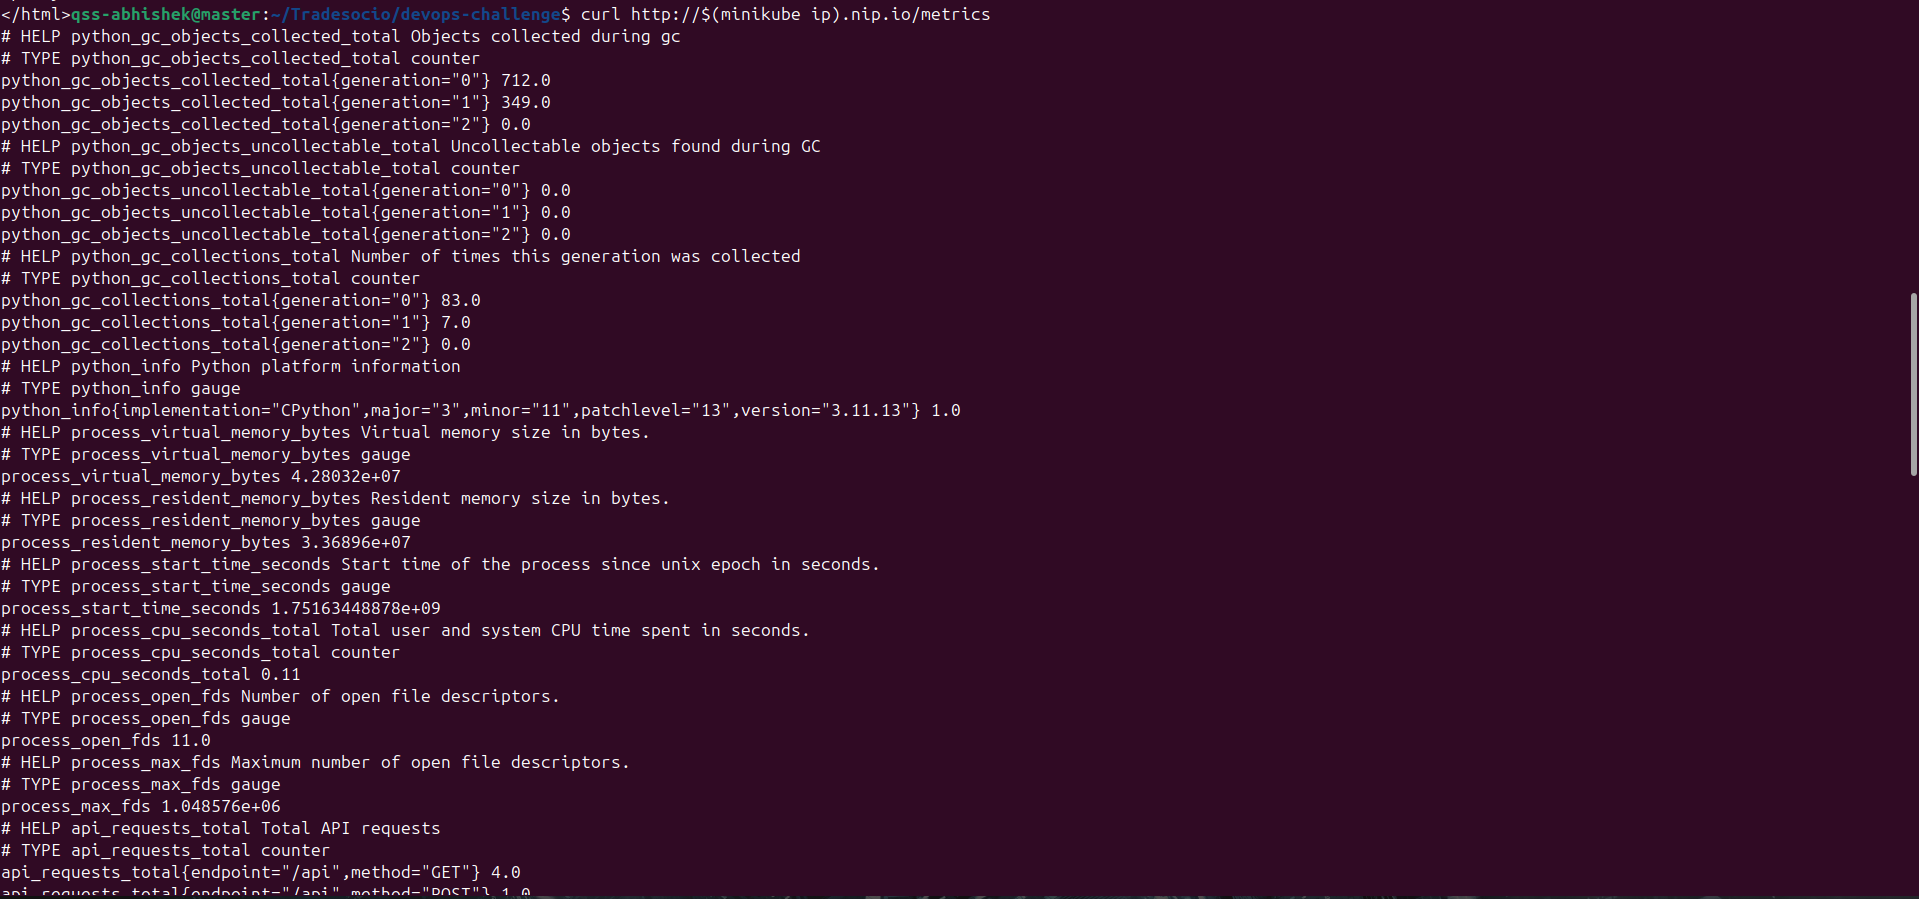 </html>qss-abhishek@master:~/Tradesocio/devops-challenge$ curl http://$(minikube ip).nip.io/metrics
# HELP python_gc_objects_collected_total Objects collected during gc
# TYPE python_gc_objects_collected_total counter
python_gc_objects_collected_total{generation="0"} 712.0
python_gc_objects_collected_total{generation="1"} 349.0
python_gc_objects_collected_total{generation="2"} 0.0
# HELP python_gc_objects_uncollectable_total Uncollectable objects found during GC
# TYPE python_gc_objects_uncollectable_total counter
python_gc_objects_uncollectable_total{generation="0"} 0.0
python_gc_objects_uncollectable_total{generation="1"} 0.0
python_gc_objects_uncollectable_total{generation="2"} 0.0
# HELP python_gc_collections_total Number of times this generation was collected
# TYPE python_gc_collections_total counter
python_gc_collections_total{generation="0"} 83.0
python_gc_collections_total{generation="1"} 7.0
python_gc_collections_total{generation="2"} 0.0
# HELP python_info Python platform information
# TYPE python_info gauge
python_info{implementation="CPython",major="3",minor="11",patchlevel="13",version="3.11.13"} 1.0
# HELP process_virtual_memory_bytes Virtual memory size in bytes.
# TYPE process_virtual_memory_bytes gauge
process_virtual_memory_bytes 4.28032e+07
# HELP process_resident_memory_bytes Resident memory size in bytes.
# TYPE process_resident_memory_bytes gauge
process_resident_memory_bytes 3.36896e+07
# HELP process_start_time_seconds Start time of the process since unix epoch in seconds.
# TYPE process_start_time_seconds gauge
process_start_time_seconds 1.75163448878e+09
# HELP process_cpu_seconds_total Total user and system CPU time spent in seconds.
# TYPE process_cpu_seconds_total counter
process_cpu_seconds_total 0.11
# HELP process_open_fds Number of open file descriptors.
# TYPE process_open_fds gauge
process_open_fds 11.0
# HELP process_max_fds Maximum number of open file descriptors.
# TYPE process_max_fds gauge
process_max_fds 1.048576e+06
# HELP api_requests_total Total API requests
# TYPE api_requests_total counter
api_requests_total{endpoint="/api",method="GET"} 4.0
api_requests_total{endpoint="/api",method="POST"} 1.0